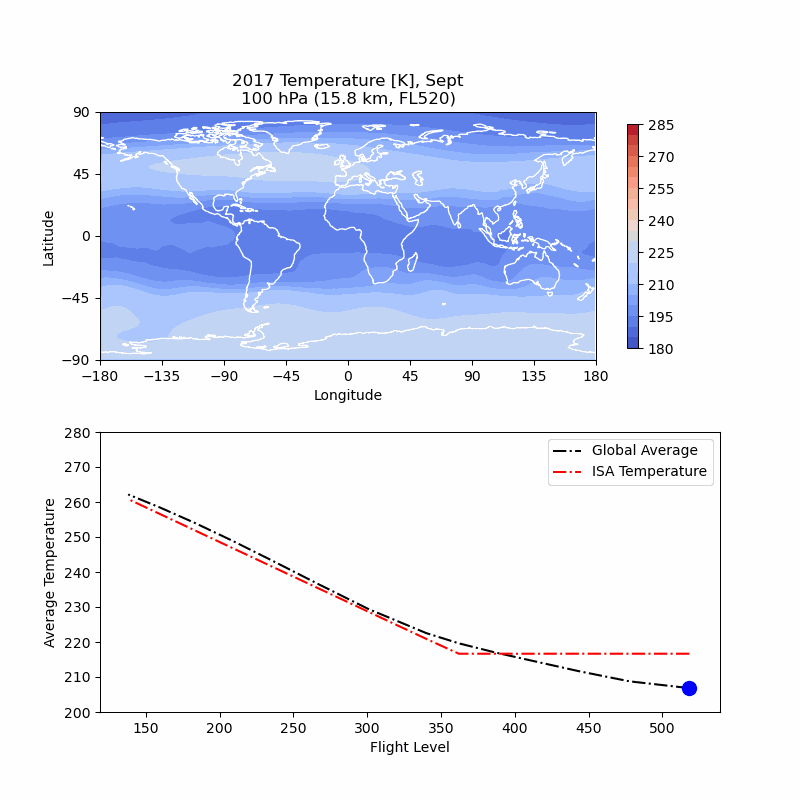 2017 Temperature [K], Sept
100 hPa (15.8 km, FL520)
90
45
0
−45
−90
Latitude
−180 −135 −90 −45 0 45 90 135 180
Longitude
285
270
255
240
225
210
195
180
280
270
260
250
240
230
220
210
200
Average Temperature
Global Average
ISA Temperature
150 200 250 300 350 400 450 500
Flight Level